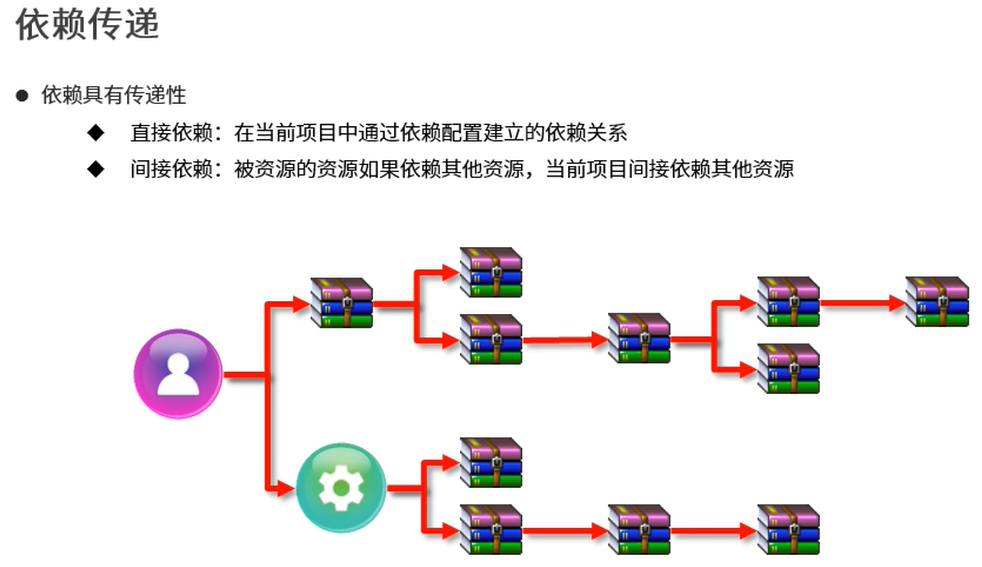 依赖传递
● 依赖具有传递性
◆ 直接依赖：在当前项目中通过依赖配置建立的依赖关系
◆ 间接依赖：被资源的资源如果依赖其他资源，当前项目间接依赖其他资源